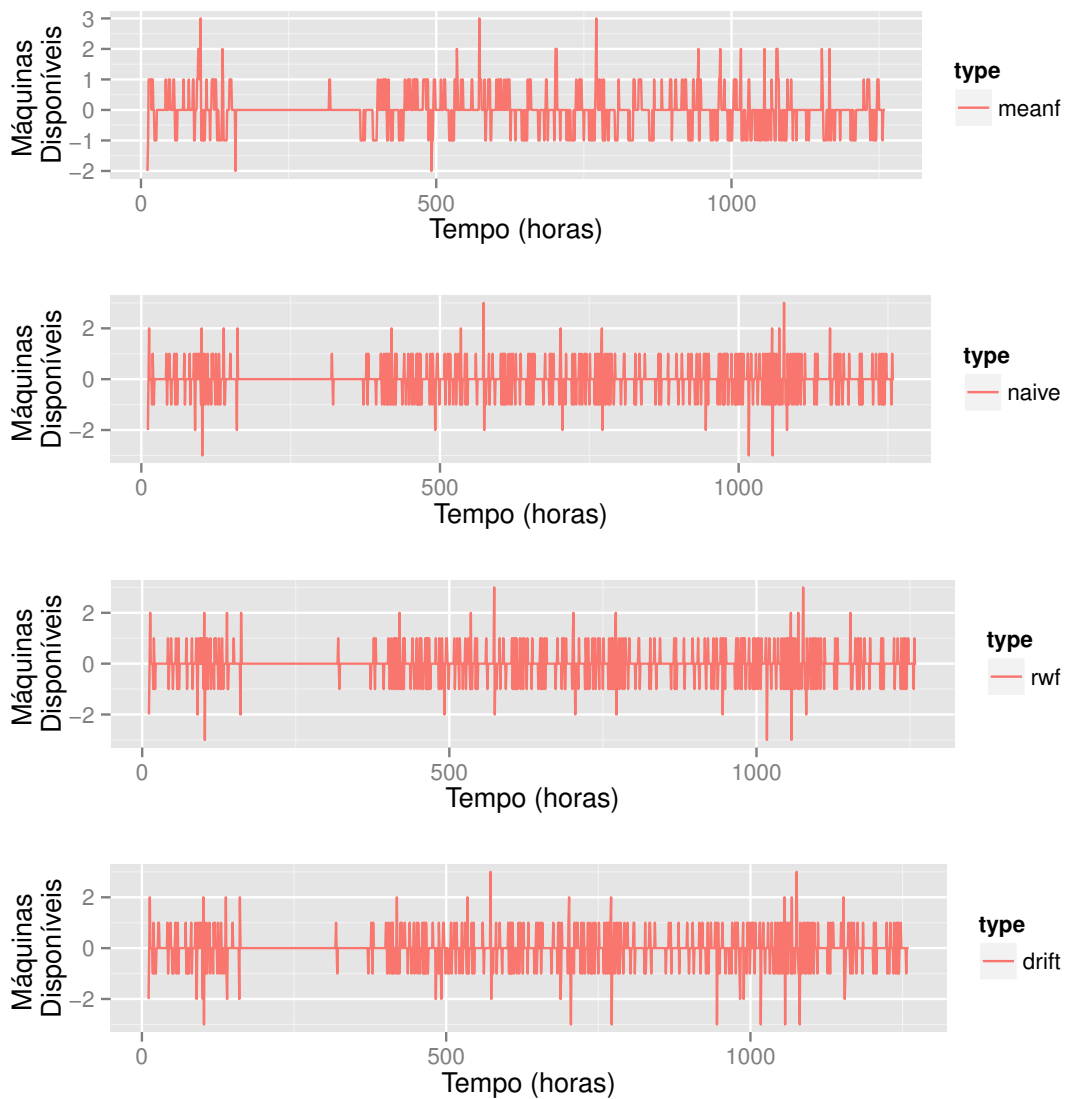 Máquinas
Disponíveis
3
2
1
0
−1
−2
0
500
1000
Tempo (horas)
type
meanf
Máquinas
Disponíveis
2
0
−2
0
500
1000
Tempo (horas)
type
naive
Máquinas
Disponíveis
2
0
−2
0
500
1000
Tempo (horas)
type
rwf
Máquinas
Disponíveis
2
0
−2
0
500
1000
Tempo (horas)
type
drift